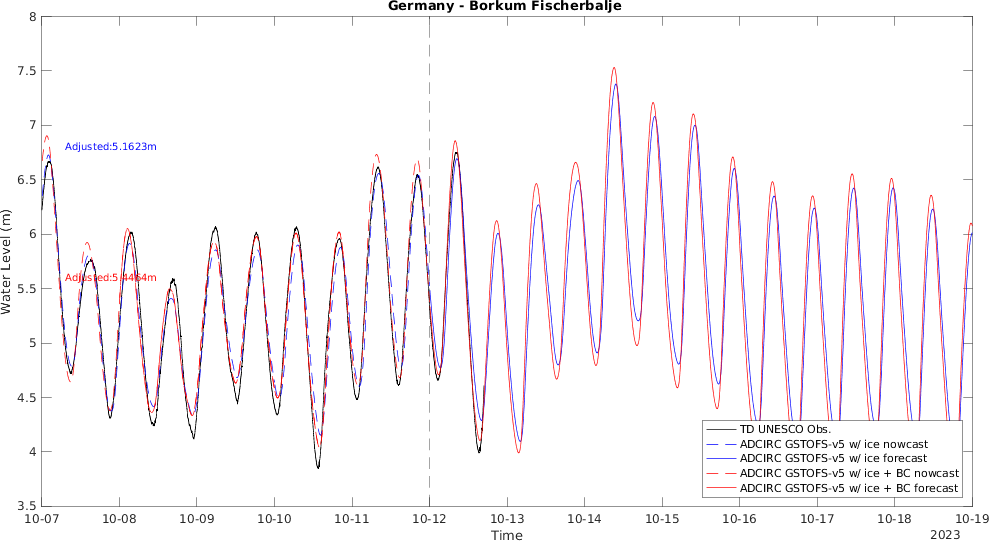 Germany - Borkum Fischerbalje
Water Level (m)
8
7.5
7
6.5
6
5.5
5
4.5
4
3.5
Adjusted:5.1623m
Adjusted:5.4464m
TD UNESCO Obs.
ADCIRC GSTOFS-v5 w/ ice nowcast
ADCIRC GSTOFS-v5 w/ ice forecast
ADCIRC GSTOFS-v5 w/ ice + BC nowcast
ADCIRC GSTOFS-v5 w/ ice + BC forecast
10-07 10-08 10-09 10-10 10-11 10-12 10-13 10-14 10-15 10-16 10-17 10-18 10-19
Time
2023